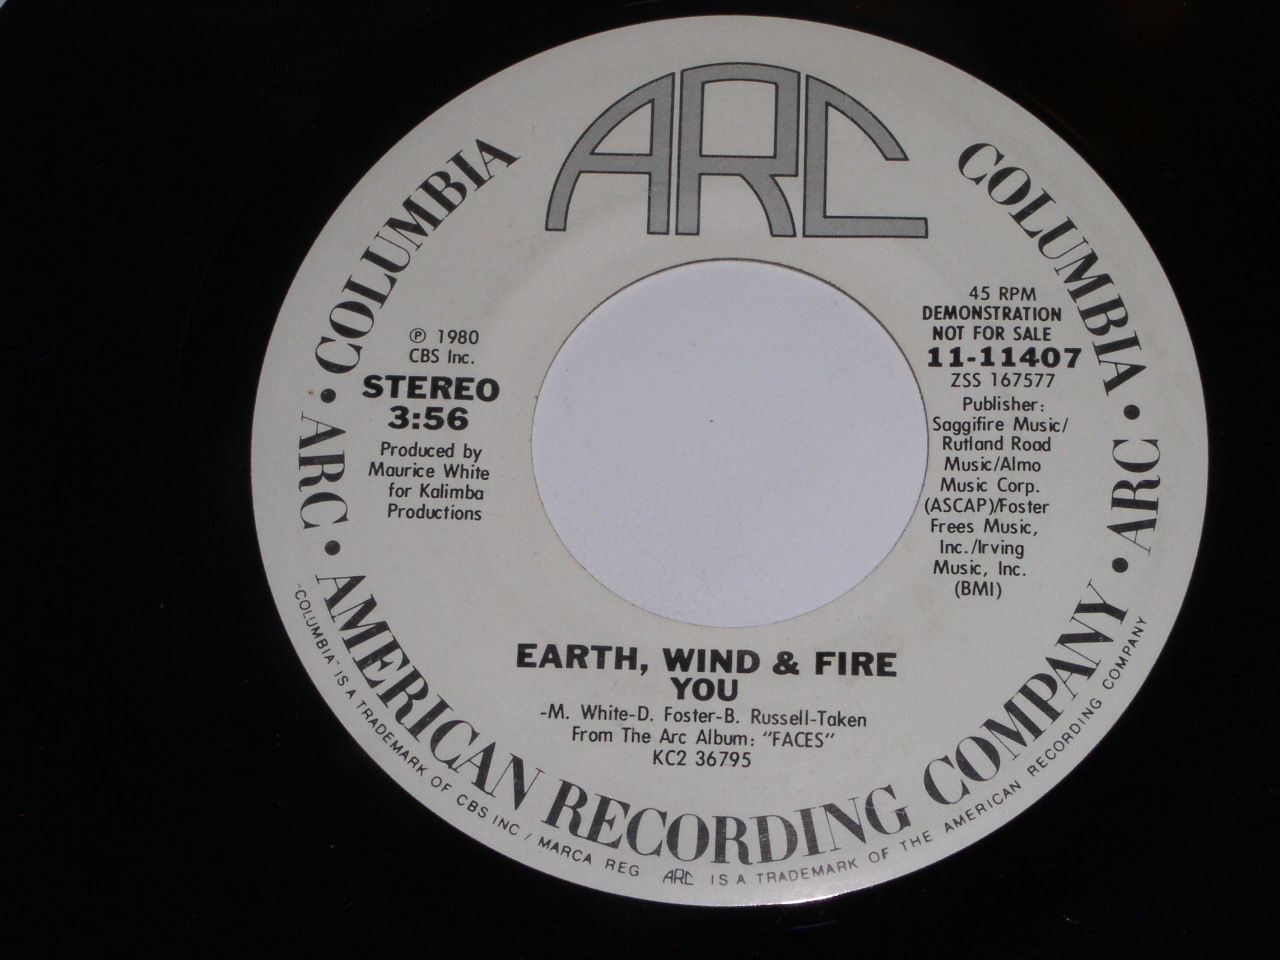 ARC
COLUMBIA • ARC • AMERICAN RECORDING COMPANY • ARC • COLUMBIA
℗ 1980
CBS Inc.
STEREO
3:56
Produced by
Maurice White
for Kalimba
Productions
45 RPM
DEMONSTRATION
NOT FOR SALE
11-11407
ZSS 167577
Publisher:
Saggifire Music/
Rutland Road
Music/Almo
Music Corp.
(ASCAP)/Foster
Frees Music,
Inc./Irving
Music, Inc.
(BMI)
EARTH, WIND & FIRE
YOU
-M. White-D. Foster-B. Russell-Taken
From The Arc Album: "FACES"
KC2 36795
"COLUMBIA" IS A TRADEMARK OF CBS INC / MARCA REG ARC IS A TRADEMARK OF THE AMERICAN RECORDING COMPANY